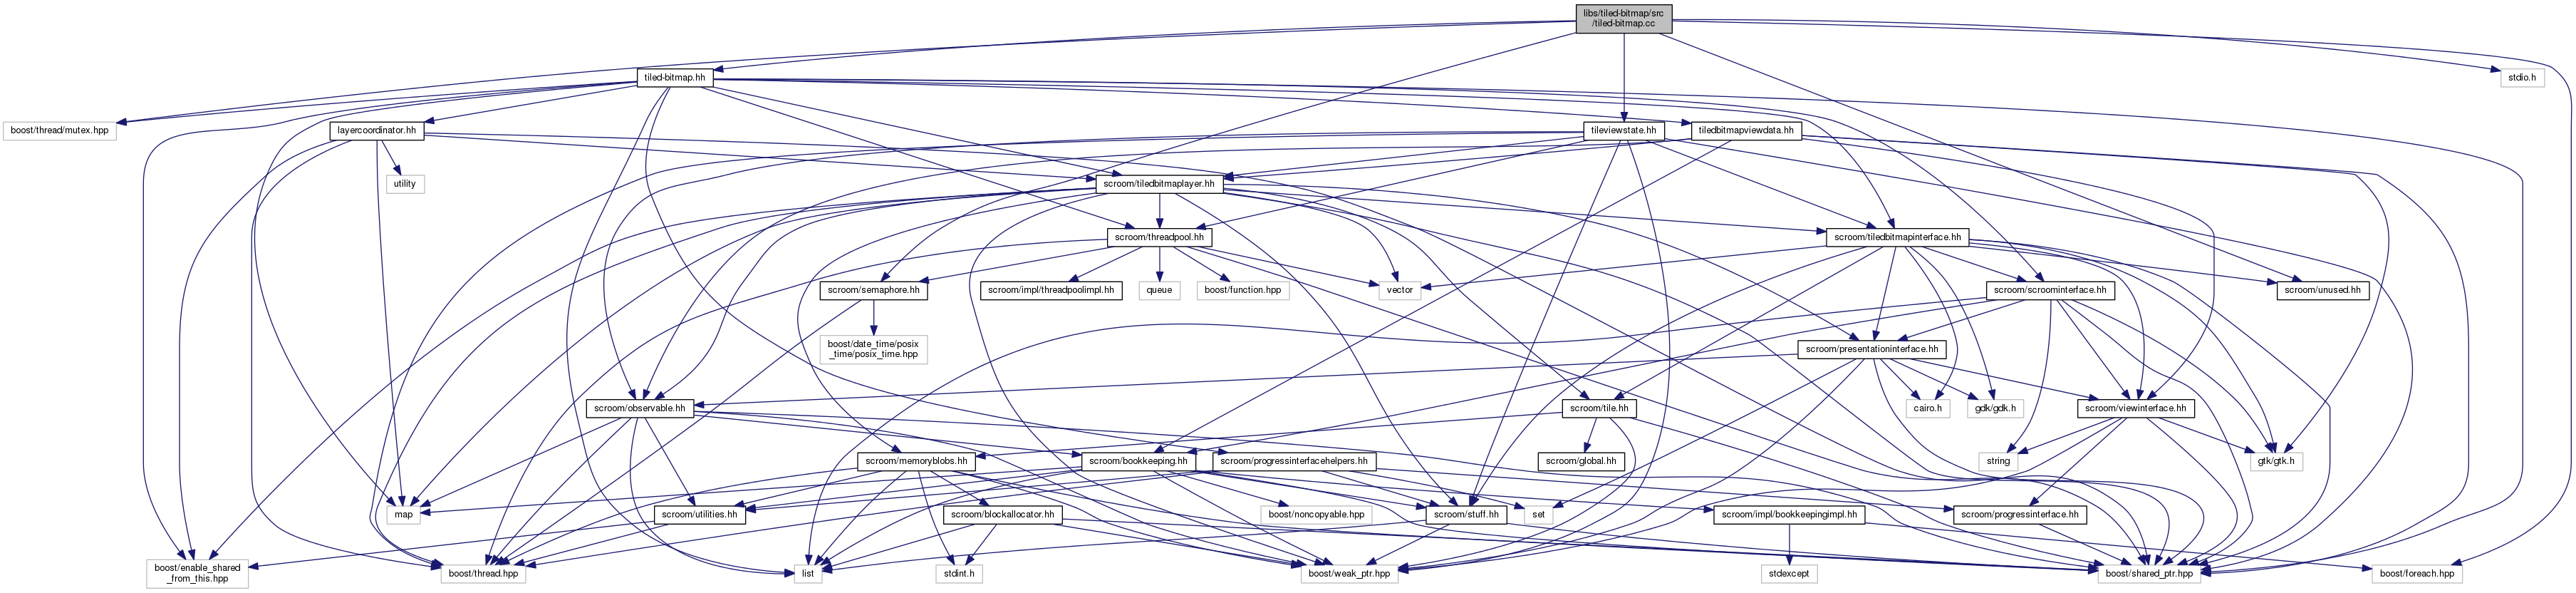 libs/tiled-bitmap/src
/tiled-bitmap.cc
tiled-bitmap.hh
stdio.h
boost/thread/mutex.hpp
layercoordinator.hh
tileviewstate.hh
tiledbitmapviewdata.hh
utility
scroom/tiledbitmaplayer.hh
scroom/threadpool.hh
scroom/tiledbitmapinterface.hh
scroom/semaphore.hh
scroom/impl/threadpoolimpl.hh
queue
boost/function.hpp
vector
scroom/scroominterface.hh
scroom/unused.hh
boost/date_time/posix
_time/posix_time.hpp
scroom/presentationinterface.hh
scroom/observable.hh
scroom/tile.hh
cairo.h
gdk/gdk.h
scroom/viewinterface.hh
scroom/memoryblobs.hh
scroom/bookkeeping.hh
scroom/progressinterfacehelpers.hh
scroom/global.hh
string
gtk/gtk.h
map
scroom/utilities.hh
scroom/blockallocator.hh
boost/noncopyable.hpp
scroom/stuff.hh
set
scroom/impl/bookkeepingimpl.hh
scroom/progressinterface.hh
boost/enable_shared
_from_this.hpp
boost/thread.hpp
list
stdint.h
boost/weak_ptr.hpp
stdexcept
boost/shared_ptr.hpp
boost/foreach.hpp